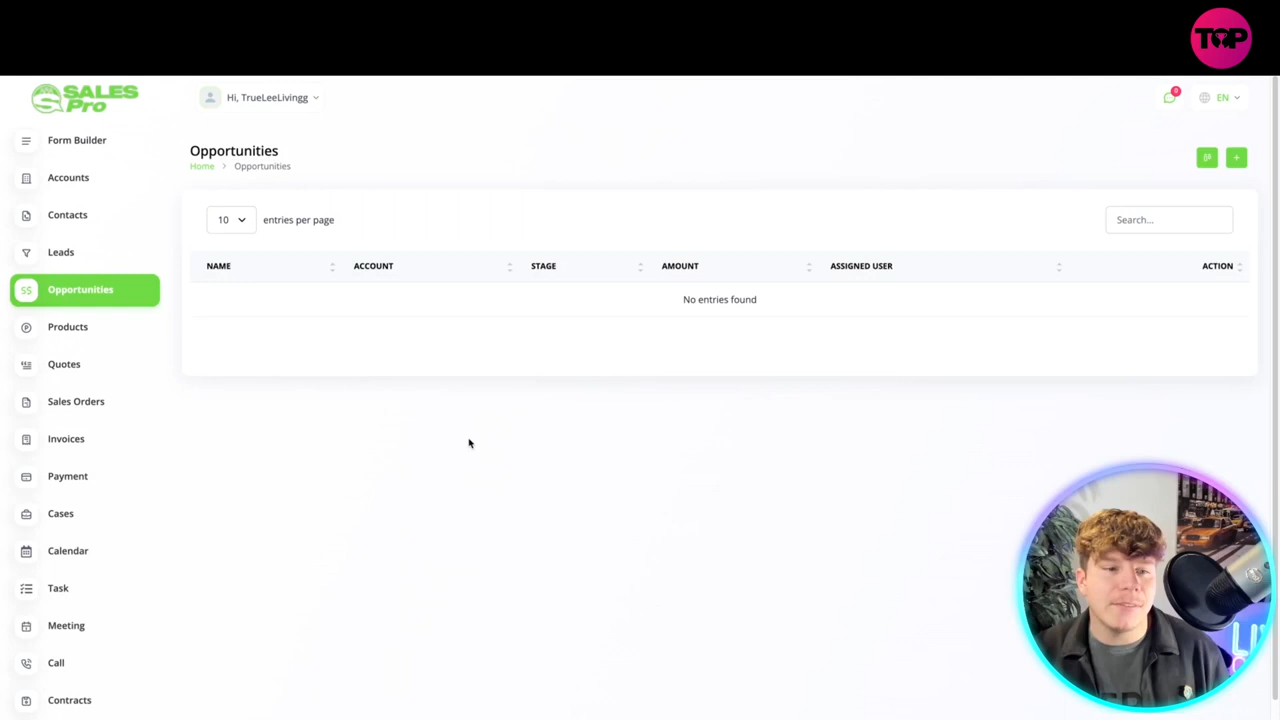 TOP
SALES
Pro
Hi, TrueLeeLivingg
0
EN
Form Builder
Accounts
Contacts
Leads
S$ Opportunities
Products
Quotes
Sales Orders
Invoices
Payment
Cases
Calendar
Task
Meeting
Call
Contracts
Opportunities
Home > Opportunities
+
10 entries per page
Search...
NAME ACCOUNT STAGE AMOUNT ASSIGNED USER ACTION
No entries found